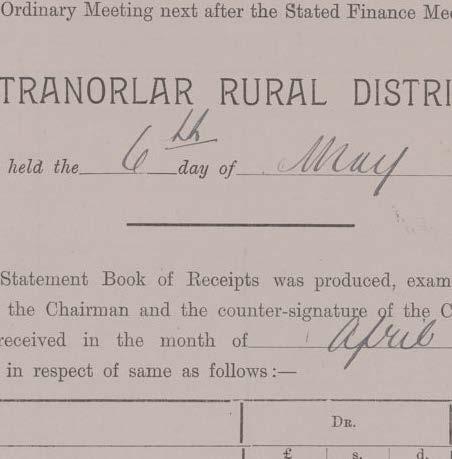 Ordinary Meeting next after the Stated Finance Mee
TRANORLAR RURAL DISTRI
held the 6th day of May
Statement Book of Receipts was produced, exam
the Chairman and the counter-signature of the C
received in the month of April
in respect of same as follows:—
DR.
£ s. d.